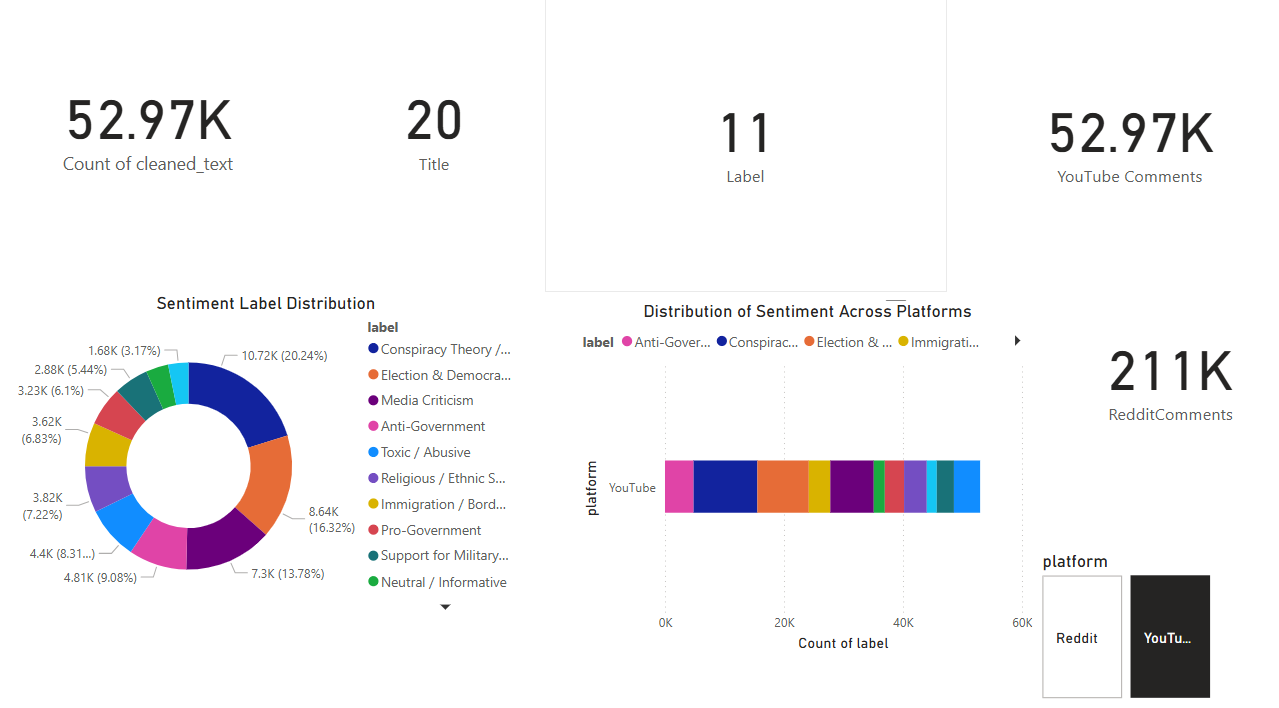 52.97K
Count of cleaned_text
20
Title
11
Label
52.97K
YouTube Comments
Sentiment Label Distribution
label
Conspiracy Theory /...
Election & Democra...
Media Criticism
Anti-Government
Toxic / Abusive
Religious / Ethnic S...
Immigration / Bord...
Pro-Government
Support for Military...
Neutral / Informative
10.72K (20.24%)
8.64K
(16.32%)
7.3K (13.78%)
4.81K (9.08%)
4.4K (8.31...)
3.82K
(7.22%)
3.62K
(6.83%)
3.23K (6.1%)
2.88K (5.44%)
1.68K (3.17%)
Distribution of Sentiment Across Platforms
label Anti-Gover... Conspirac... Election & ... Immigrati...
platform
YouTube
0K 20K 40K 60K
Count of label
211K
RedditComments
platform
Reddit
YouTu...